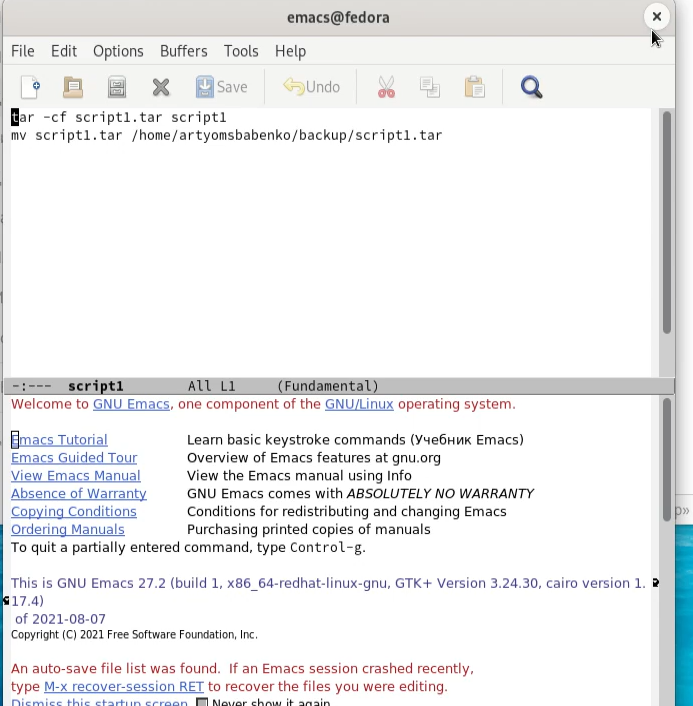 emacs@fedora
File Edit Options Buffers Tools Help
Save Undo
tar -cf script1.tar script1
mv script1.tar /home/artyomsbabenko/backup/script1.tar
-:--- script1 All L1 (Fundamental)
Welcome to GNU Emacs, one component of the GNU/Linux operating system.
Emacs Tutorial Learn basic keystroke commands (Учебник Emacs)
Emacs Guided Tour Overview of Emacs features at gnu.org
View Emacs Manual View the Emacs manual using Info
Absence of Warranty GNU Emacs comes with ABSOLUTELY NO WARRANTY
Copying Conditions Conditions for redistributing and changing Emacs
Ordering Manuals Purchasing printed copies of manuals
To quit a partially entered command, type Control-g.
This is GNU Emacs 27.2 (build 1, x86_64-redhat-linux-gnu, GTK+ Version 3.24.30, cairo version 1.
17.4)
of 2021-08-07
Copyright (C) 2021 Free Software Foundation, Inc.
An auto-save file list was found. If an Emacs session crashed recently,
type M-x recover-session RET to recover the files you were editing.
Dismiss this startup screen Never show it again.